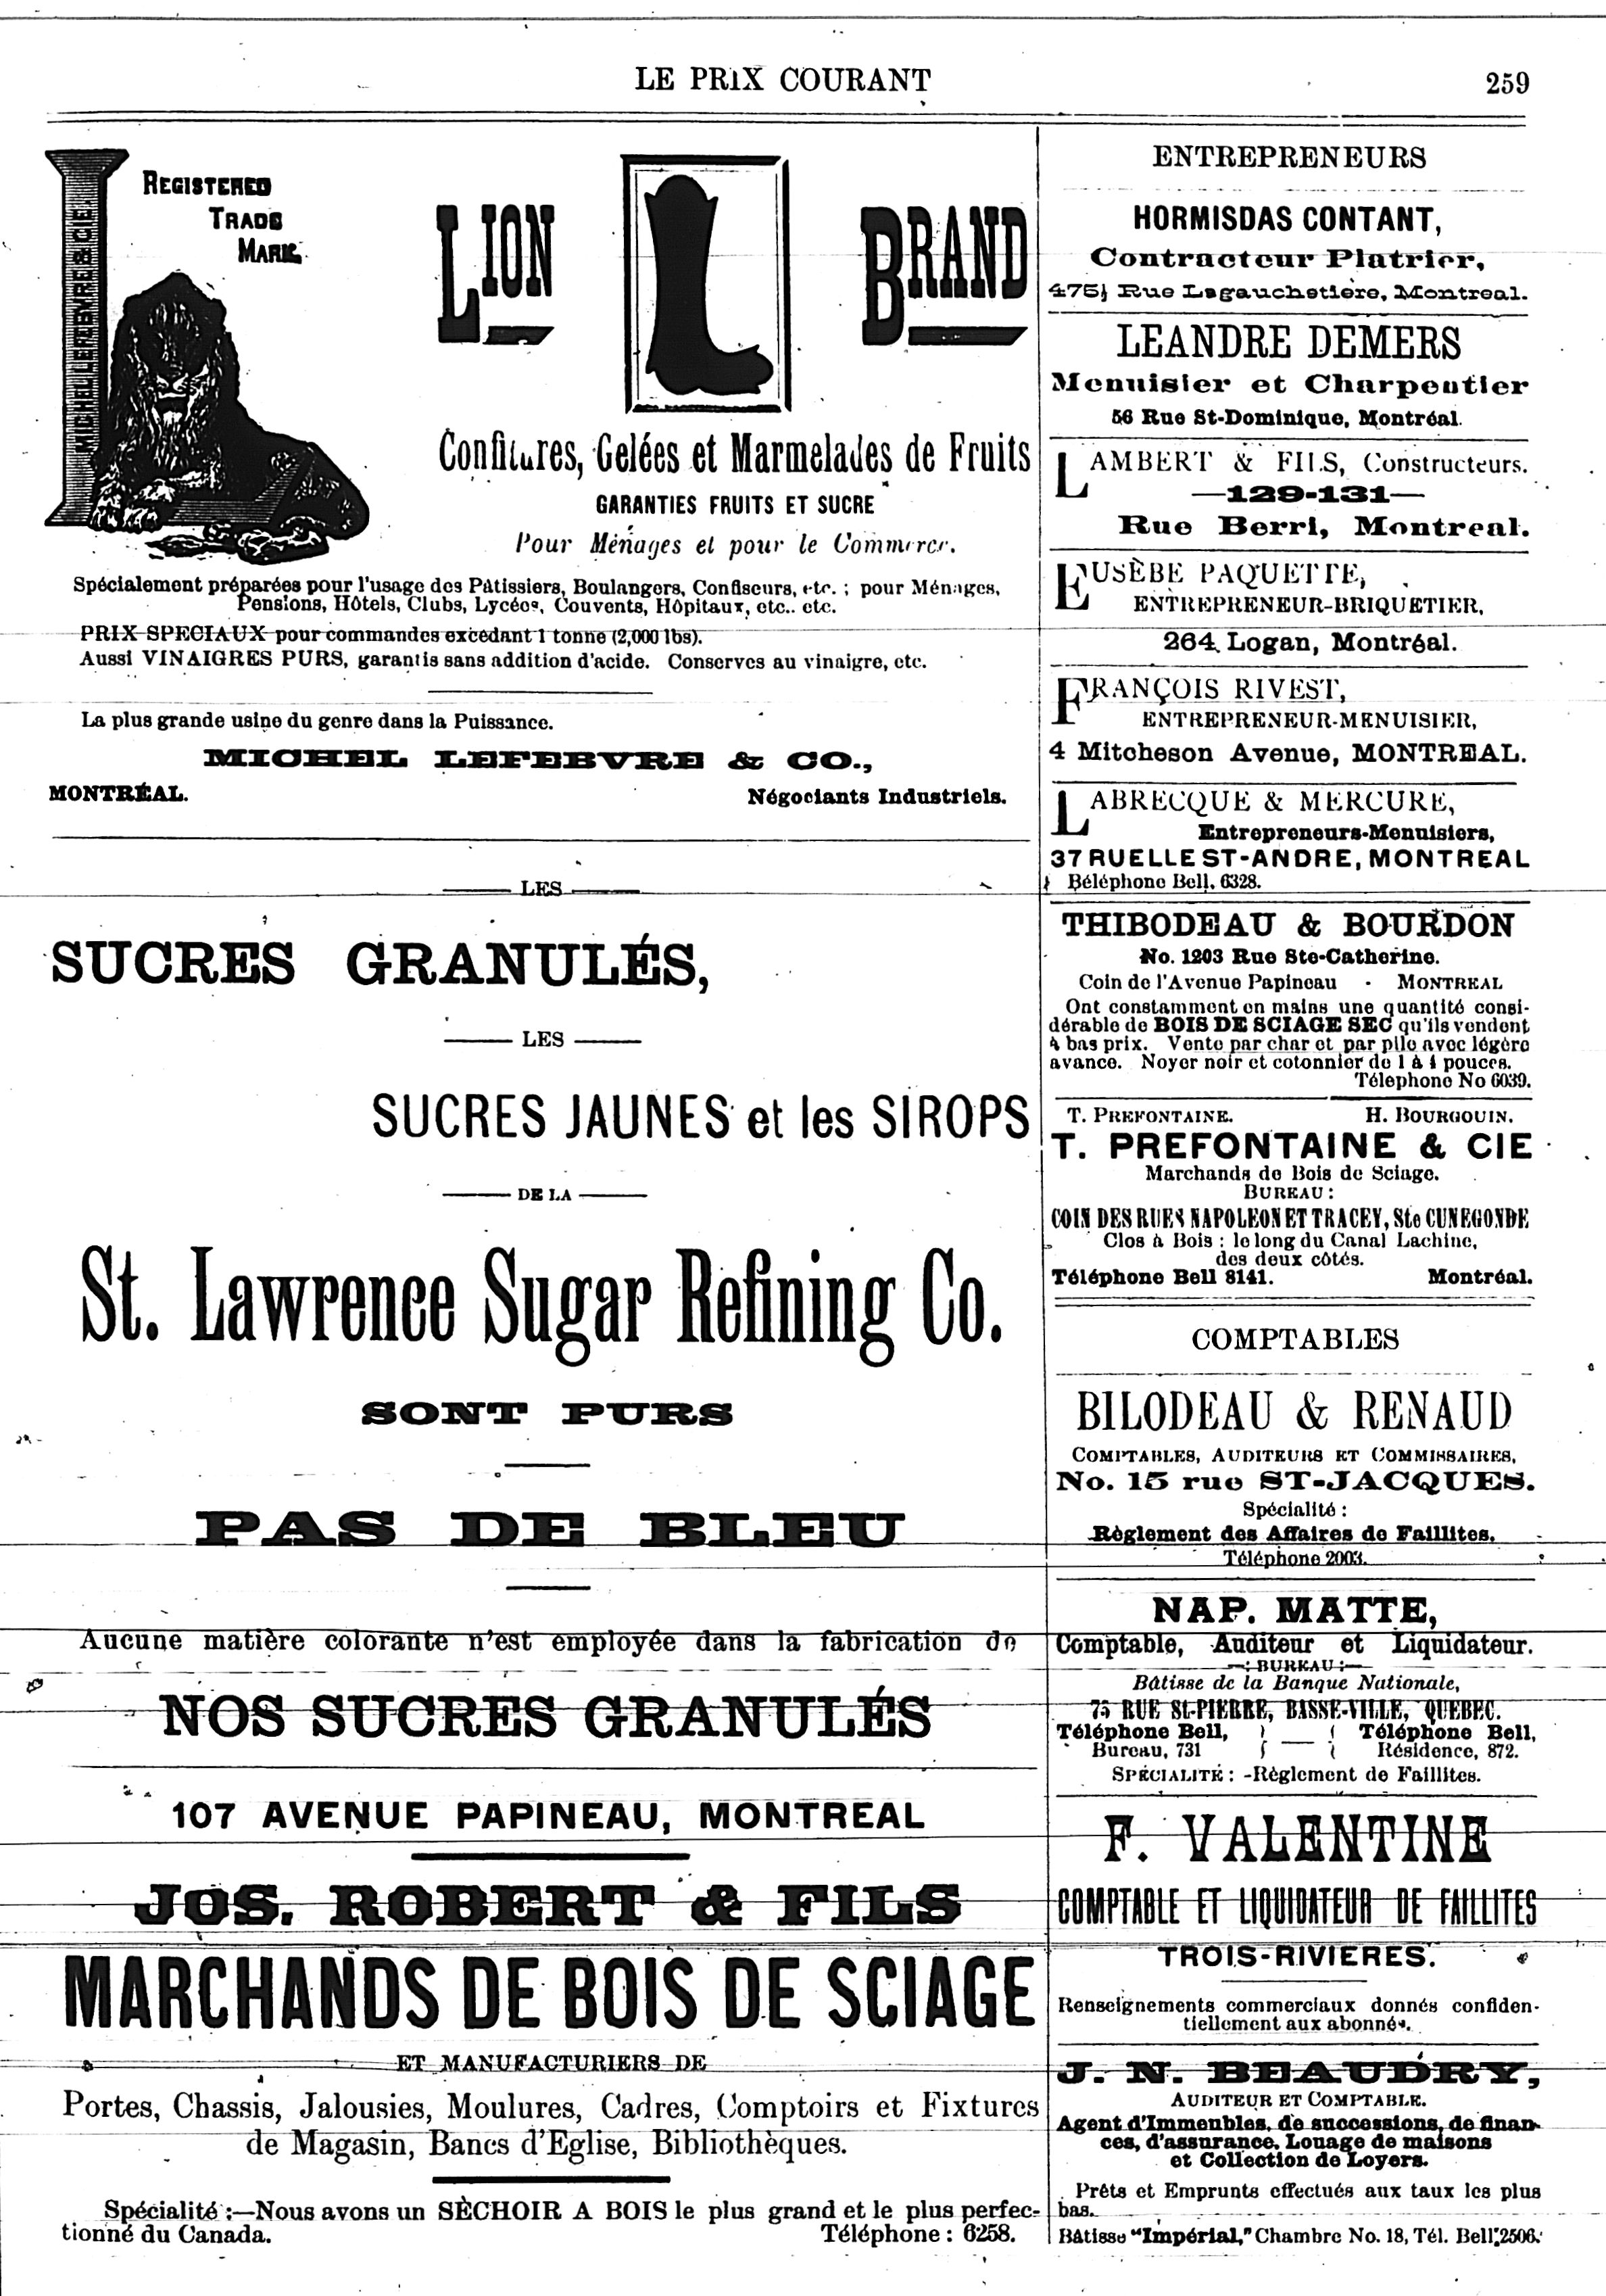 LE PRIX COURANT
259
REGISTERED
TRADE
MARK
MICHEL LEFEBVRE & CIE
LION BRAND
Confitures, Gelées et Marmelades de Fruits
GARANTIES FRUITS ET SUCRE
Pour Ménages et pour le Commerce.
Spécialement préparées pour l'usage des Pâtissiers, Boulangers, Confiseurs, etc. ; pour Ménages,
Pensions, Hôtels, Clubs, Lycées, Couvents, Hôpitaux, etc.. etc.
PRIX SPECIAUX pour commandes excédant 1 tonne (2,000 lbs).
Aussi VINAIGRES PURS, garantis sans addition d'acide. Conserves au vinaigre, etc.
La plus grande usine du genre dans la Puissance.
MICHEL LEFEBVRE & CO.,
MONTRÉAL. Négociants Industriels.
LES
SUCRES GRANULÉS,
LES
SUCRES JAUNES et les SIROPS
DE LA
St. Lawrence Sugar Refining Co.
SONT PURS
PAS DE BLEU
Aucune matière colorante n'est employée dans la fabrication de
NOS SUCRES GRANULÉS
107 AVENUE PAPINEAU, MONTREAL
JOS. ROBERT & FILS
MARCHANDS DE BOIS DE SCIAGE
ET MANUFACTURIERS DE
Portes, Chassis, Jalousies, Moulures, Cadres, Comptoirs et Fixtures
de Magasin, Bancs d'Eglise, Bibliothèques.
Spécialité :—Nous avons un SÈCHOIR A BOIS le plus grand et le plus perfec-
tionné du Canada. Téléphone : 6258.
ENTREPRENEURS
HORMISDAS CONTANT,
Contracteur Platrier,
475½ Rue Lagauchetière, Montreal.
LEANDRE DEMERS
Menuisier et Charpentier
56 Rue St-Dominique, Montréal.
LAMBERT & FILS, Constructeurs.
—129-131—
Rue Berri, Montreal.
EUSÈBE PAQUETTE,
ENTREPRENEUR-BRIQUETIER,
264 Logan, Montréal.
FRANÇOIS RIVEST,
ENTREPRENEUR-MENUISIER,
4 Mitcheson Avenue, MONTREAL.
LABRECQUE & MERCURE,
Entrepreneurs-Menuisiers,
37 RUELLE ST-ANDRE, MONTREAL
Béléphone Bell, 6328.
THIBODEAU & BOURDON
No. 1203 Rue Ste-Catherine.
Coin de l'Avenue Papineau - MONTREAL
Ont constamment en mains une quantité consi-
dérable de BOIS DE SCIAGE SEC qu'ils vendent
à bas prix. Vente par char et par pile avec légère
avance. Noyer noir et cotonnier de 1 à 4 pouces.
Télephone No 6039.
T. PREFONTAINE. H. BOURGOUIN.
T. PREFONTAINE & CIE
Marchands de Bois de Sciage.
BUREAU :
COIN DES RUES NAPOLEON ET TRACEY, Ste CUNEGONDE
Clos à Bois : le long du Canal Lachine,
des deux côtés.
Téléphone Bell 8141. Montréal.
COMPTABLES
BILODEAU & RENAUD
COMPTABLES, AUDITEURS ET COMMISSAIRES,
No. 15 rue ST-JACQUES.
Spécialité :
Règlement des Affaires de Faillites.
Téléphone 2003.
NAP. MATTE,
Comptable, Auditeur et Liquidateur.
—: BUREAU :—
Bâtisse de la Banque Nationale,
75 RUE St-PIERRE, BASSE-VILLE, QUEBEC.
Téléphone Bell, Téléphone Bell,
Bureau, 731 Résidence, 872.
SPÉCIALITÉ : -Règlement de Faillites.
F. VALENTINE
COMPTABLE ET LIQUIDATEUR DE FAILLITES
TROIS-RIVIERES.
Renseignements commerciaux donnés confiden-
tiellement aux abonnés.
J. N. BEAUDRY,
AUDITEUR ET COMPTABLE.
Agent d'Immeubles, de successions, de finan-
ces, d'assurance. Louage de maisons
et Collection de Loyers.
Prêts et Emprunts effectués aux taux les plus
bas.
Bâtisse "Impérial," Chambre No. 18, Tél. Bell: 2506.